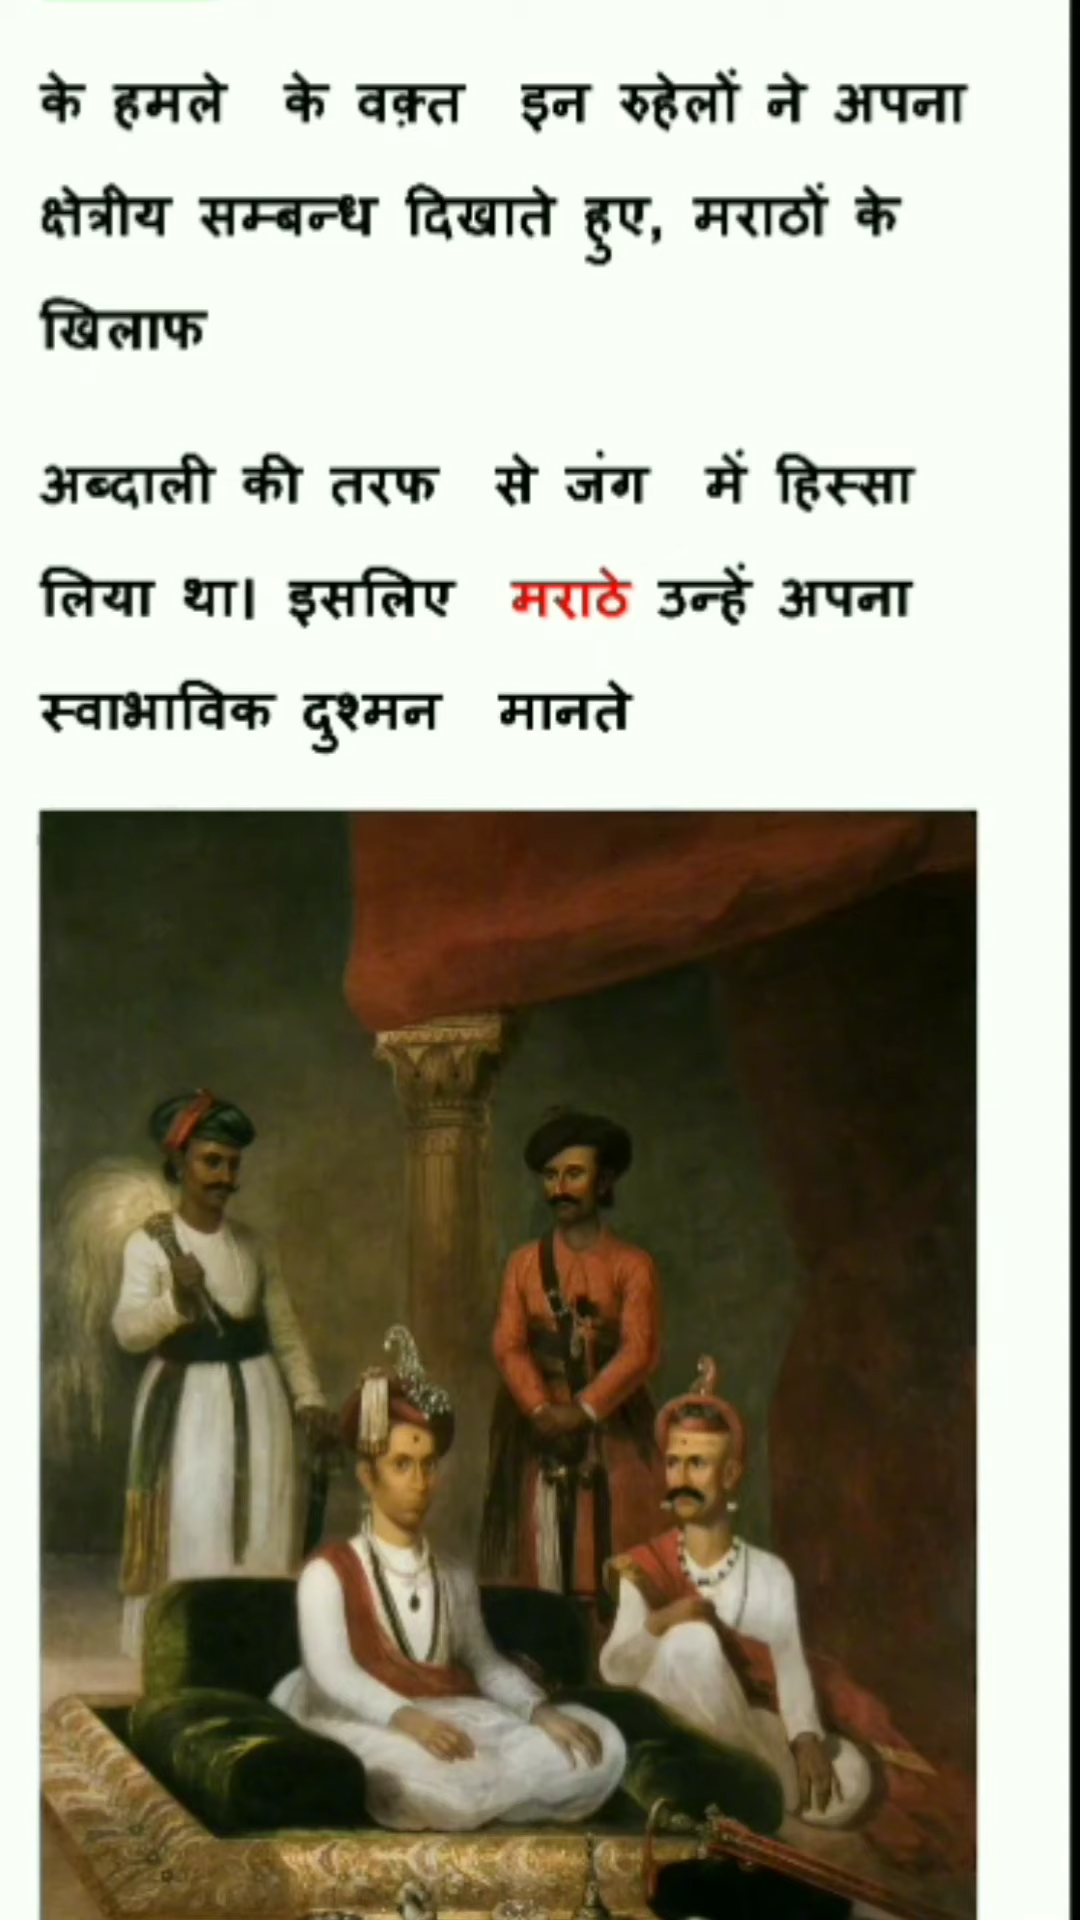 के हमले के वक़्त इन रुहेलों ने अपना
क्षेत्रीय सम्बन्ध दिखाते हुए, मराठों के
खिलाफ
अब्दाली की तरफ से जंग में हिस्सा
लिया था। इसलिए मराठे उन्हें अपना
स्वाभाविक दुश्मन मानते